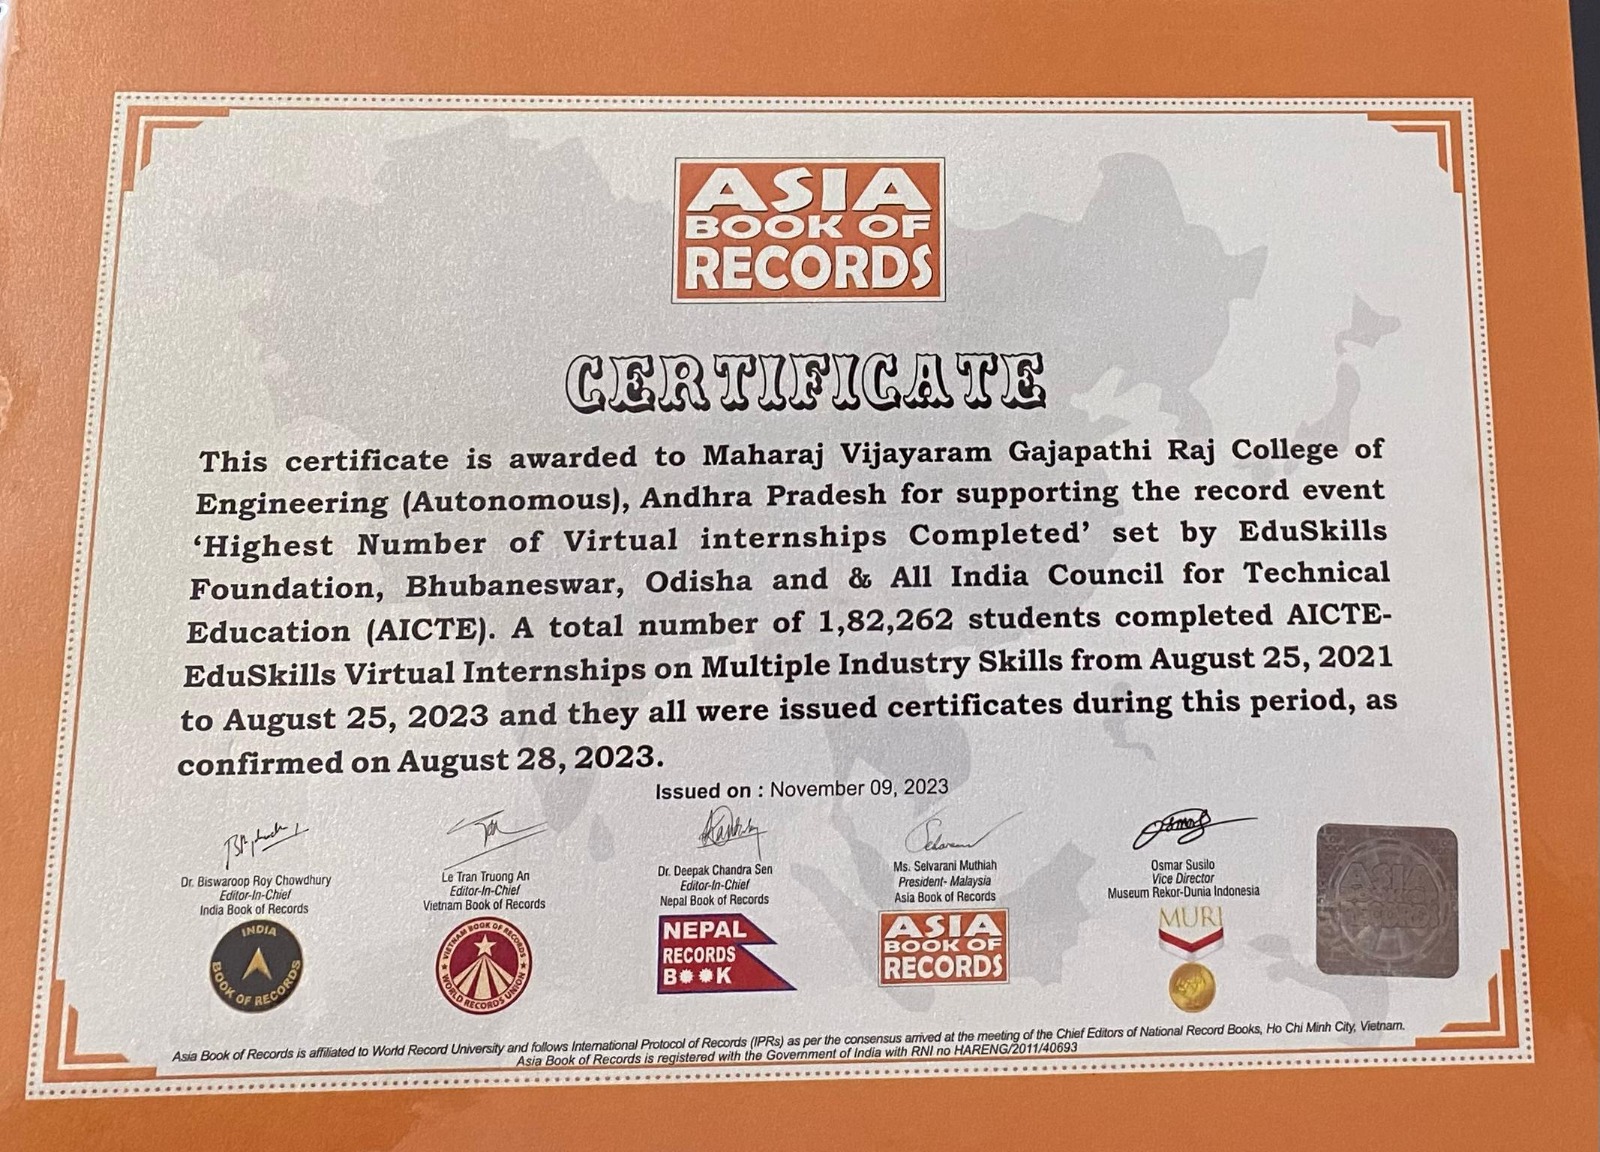 ASIA
BOOK OF
RECORDS
CERTIFICATE
This certificate is awarded to Maharaj Vijayaram Gajapathi Raj College of
Engineering (Autonomous), Andhra Pradesh for supporting the record event
‘Highest Number of Virtual internships Completed’ set by EduSkills
Foundation, Bhubaneswar, Odisha and & All India Council for Technical
Education (AICTE). A total number of 1,82,262 students completed AICTE-
EduSkills Virtual Internships on Multiple Industry Skills from August 25, 2021
to August 25, 2023 and they all were issued certificates during this period, as
confirmed on August 28, 2023.
Issued on : November 09, 2023
Dr. Biswaroop Roy Chowdhury
Editor-In-Chief
India Book of Records
INDIA
BOOK OF RECORDS
Le Tran Truong An
Editor-In-Chief
Vietnam Book of Records
VIETNAM BOOK OF RECORDS
WORLD RECORDS UNION
Dr. Deepak Chandra Sen
Editor-in-Chief
Nepal Book of Records
NEPAL
RECORDS
BOOK
Ms. Selvarani Muthiah
President- Malaysia
Asia Book of Records
ASIA
BOOK OF
RECORDS
Osmar Susilo
Vice Director
Museum Rekor-Dunia Indonesia
MURI
Asia Book of Records is affiliated to World Record University and follows International Protocol of Records (IPRs) as per the consensus arrived at the meeting of the Chief Editors of National Record Books, Ho Chi Minh City, Vietnam.
Asia Book of Records is registered with the Government of India with RNI no HARENG/2011/40693